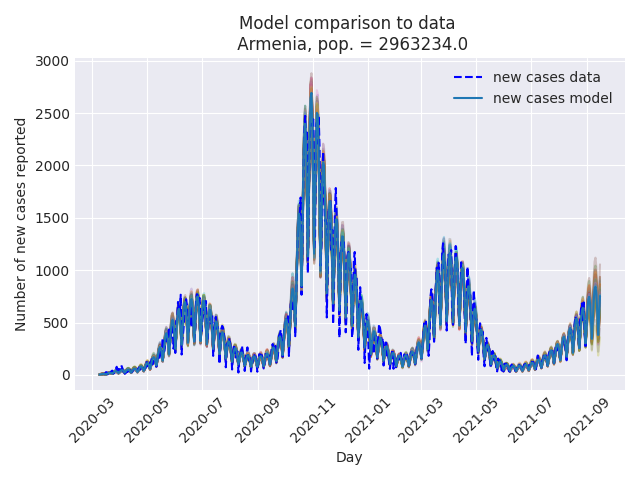 Model comparison to data
Armenia, pop. = 2963234.0
new cases data
new cases model
Number of new cases reported
3000
2500
2000
1500
1000
500
0
2020-03
2020-05
2020-07
2020-09
2020-11
2021-01
2021-03
2021-05
2021-07
2021-09
Day